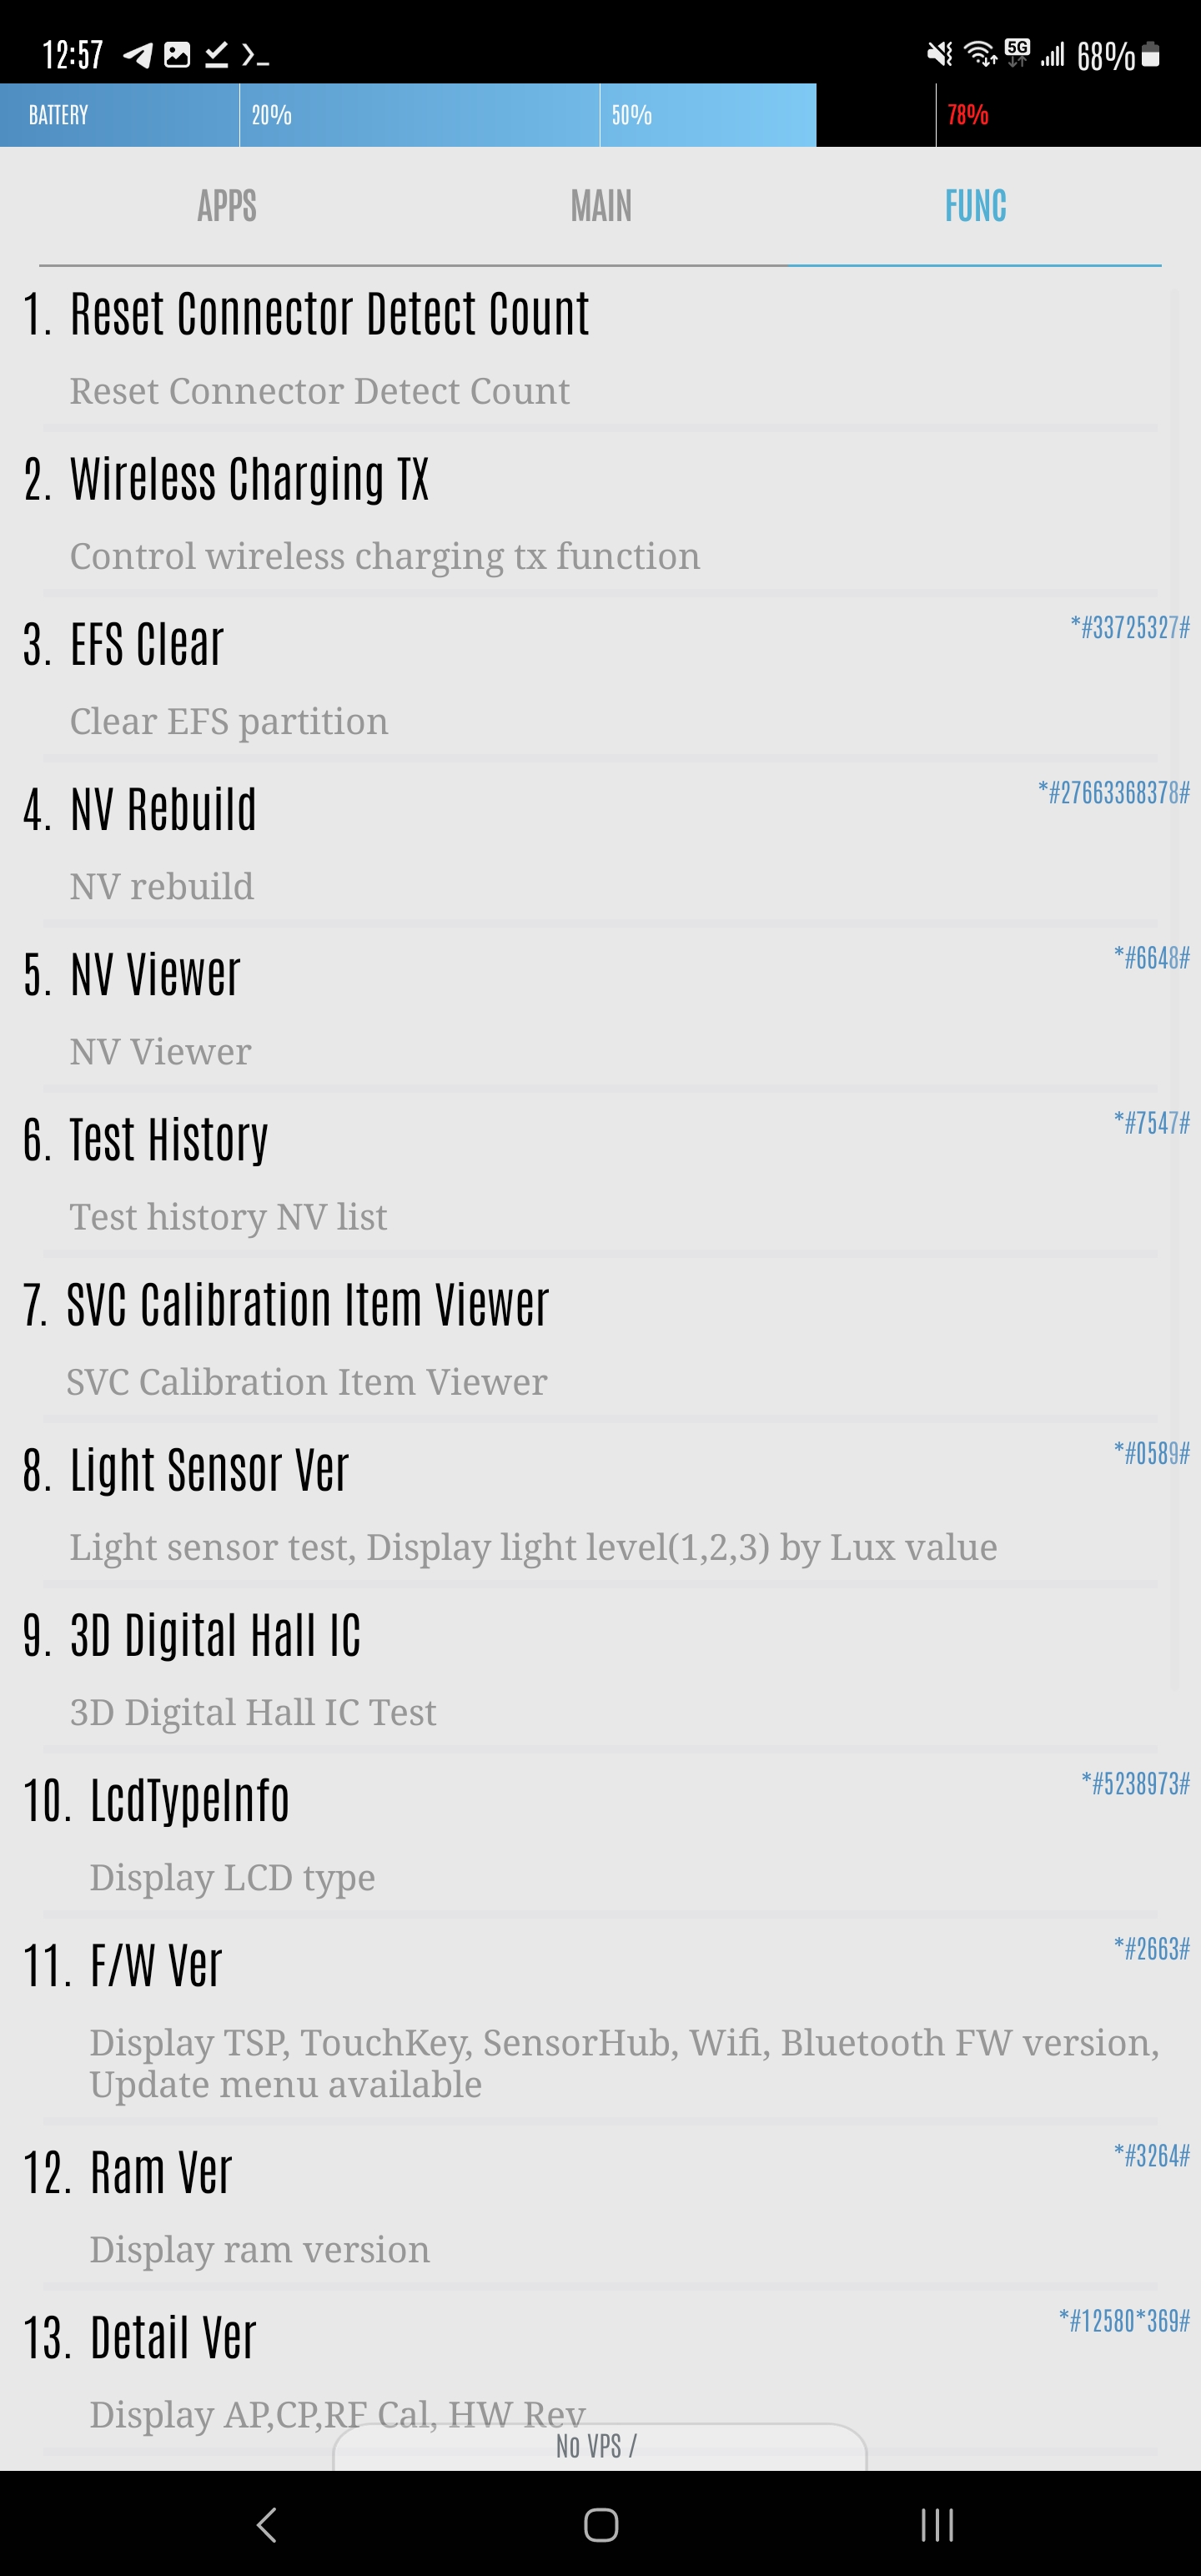 12:57
5G
68%
BATTERY 20% 50% 78%
APPS MAIN FUNC
1. Reset Connector Detect Count
Reset Connector Detect Count
2. Wireless Charging TX
Control wireless charging tx function
3. EFS Clear *#33725327#
Clear EFS partition
4. NV Rebuild *#27663368378#
NV rebuild
5. NV Viewer *#6648#
NV Viewer
6. Test History *#7547#
Test history NV list
7. SVC Calibration Item Viewer
SVC Calibration Item Viewer
8. Light Sensor Ver *#0589#
Light sensor test, Display light level(1,2,3) by Lux value
9. 3D Digital Hall IC
3D Digital Hall IC Test
10. LcdTypeInfo *#5238973#
Display LCD type
11. F/W Ver *#2663#
Display TSP, TouchKey, SensorHub, Wifi, Bluetooth FW version,
Update menu available
12. Ram Ver *#3264#
Display ram version
13. Detail Ver *#12580*369#
Display AP,CP,RF Cal, HW Rev
No VPS /